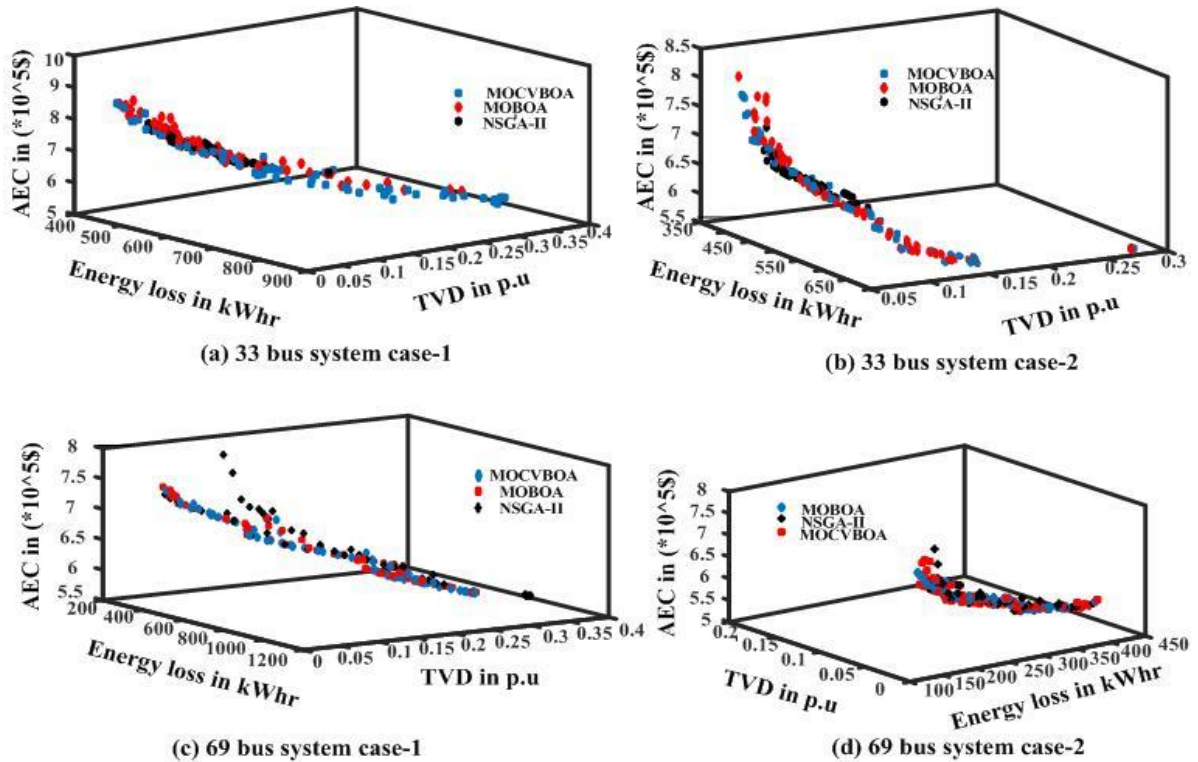 AEC in (*10^5$)
10
9
8
7
6
5
400
500
600
700
800
900
0
0.05
0.1
0.15
0.2
0.25
0.3
0.35
0.4
Energy loss in kWhr
TVD in p.u
MOCVBOA
MOBOA
NSGA-II
(a) 33 bus system case-1
AEC in (*10^5$)
8.5
8
7.5
7
6.5
6
5.5
350
450
550
650
0.05
0.1
0.15
0.2
0.25
0.3
Energy loss in kWhr
TVD in p.u
MOCVBOA
MOBOA
NSGA-II
(b) 33 bus system case-2
AEC in (*10^5$)
8
7.5
7
6.5
6
5.5
200
400
600
800
1000
1200
0
0.05
0.1
0.15
0.2
0.25
0.3
0.35
0.4
Energy loss in kWhr
TVD in p.u
MOCVBOA
MOBOA
NSGA-II
(c) 69 bus system case-1
AEC in (*10^5$)
8
7.5
7
6.5
6
5.5
5
0.2
0.15
0.1
0.05
0
100
150
200
250
300
350
400
450
TVD in p.u
Energy loss in kWhr
MOBOA
NSGA-II
MOCVBOA
(d) 69 bus system case-2